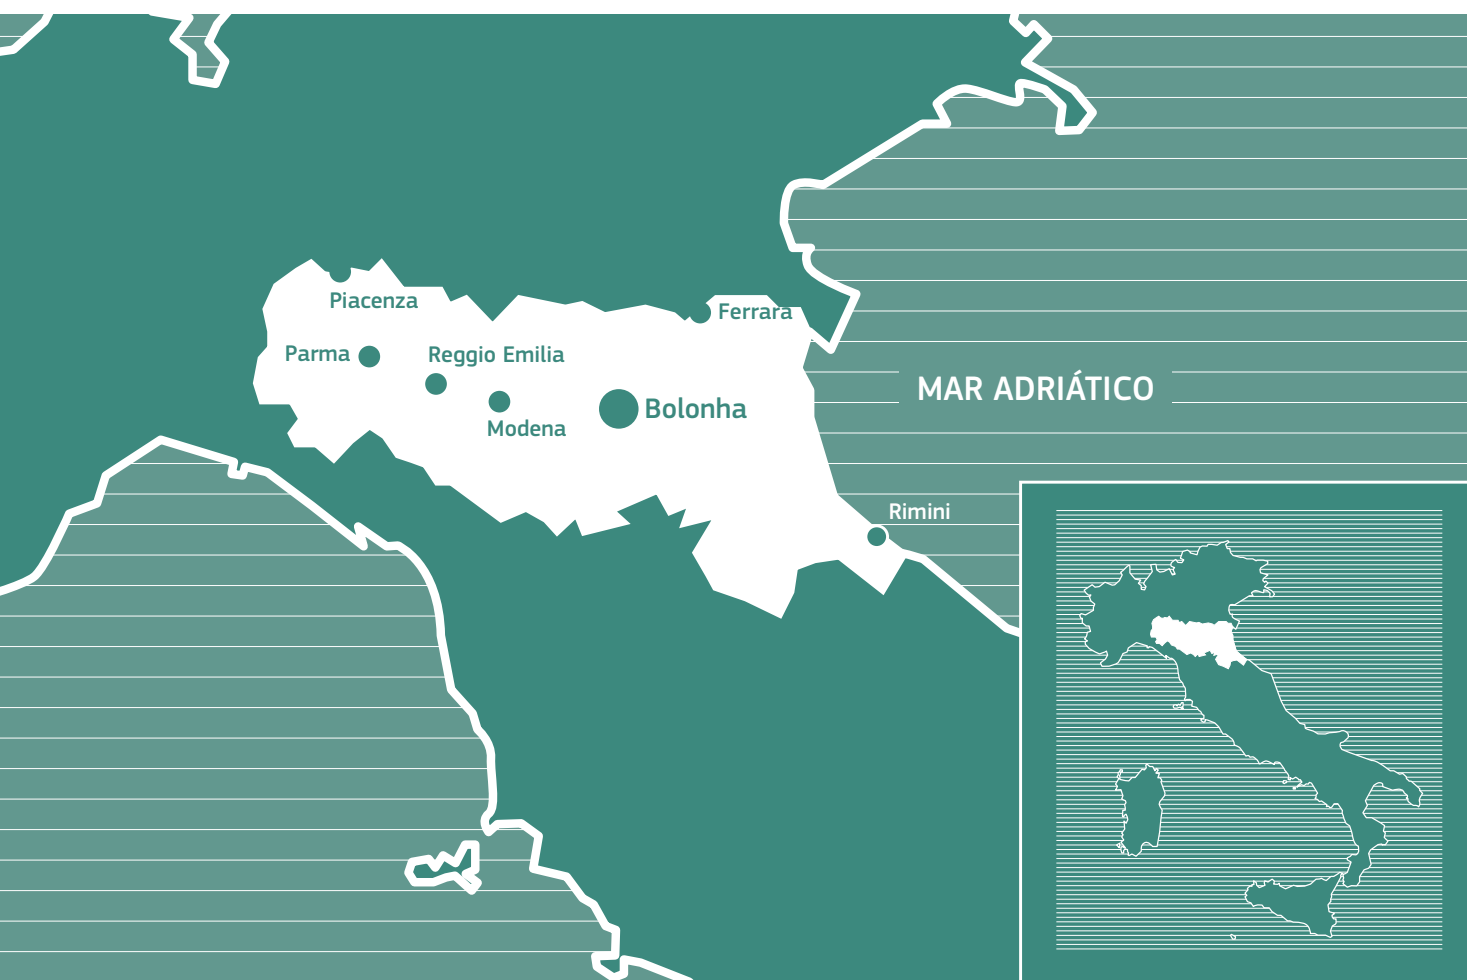 Piacenza
Ferrara
Parma
Reggio Emilia
MAR ADRIÁTICO
Bolonha
Modena
Rimini